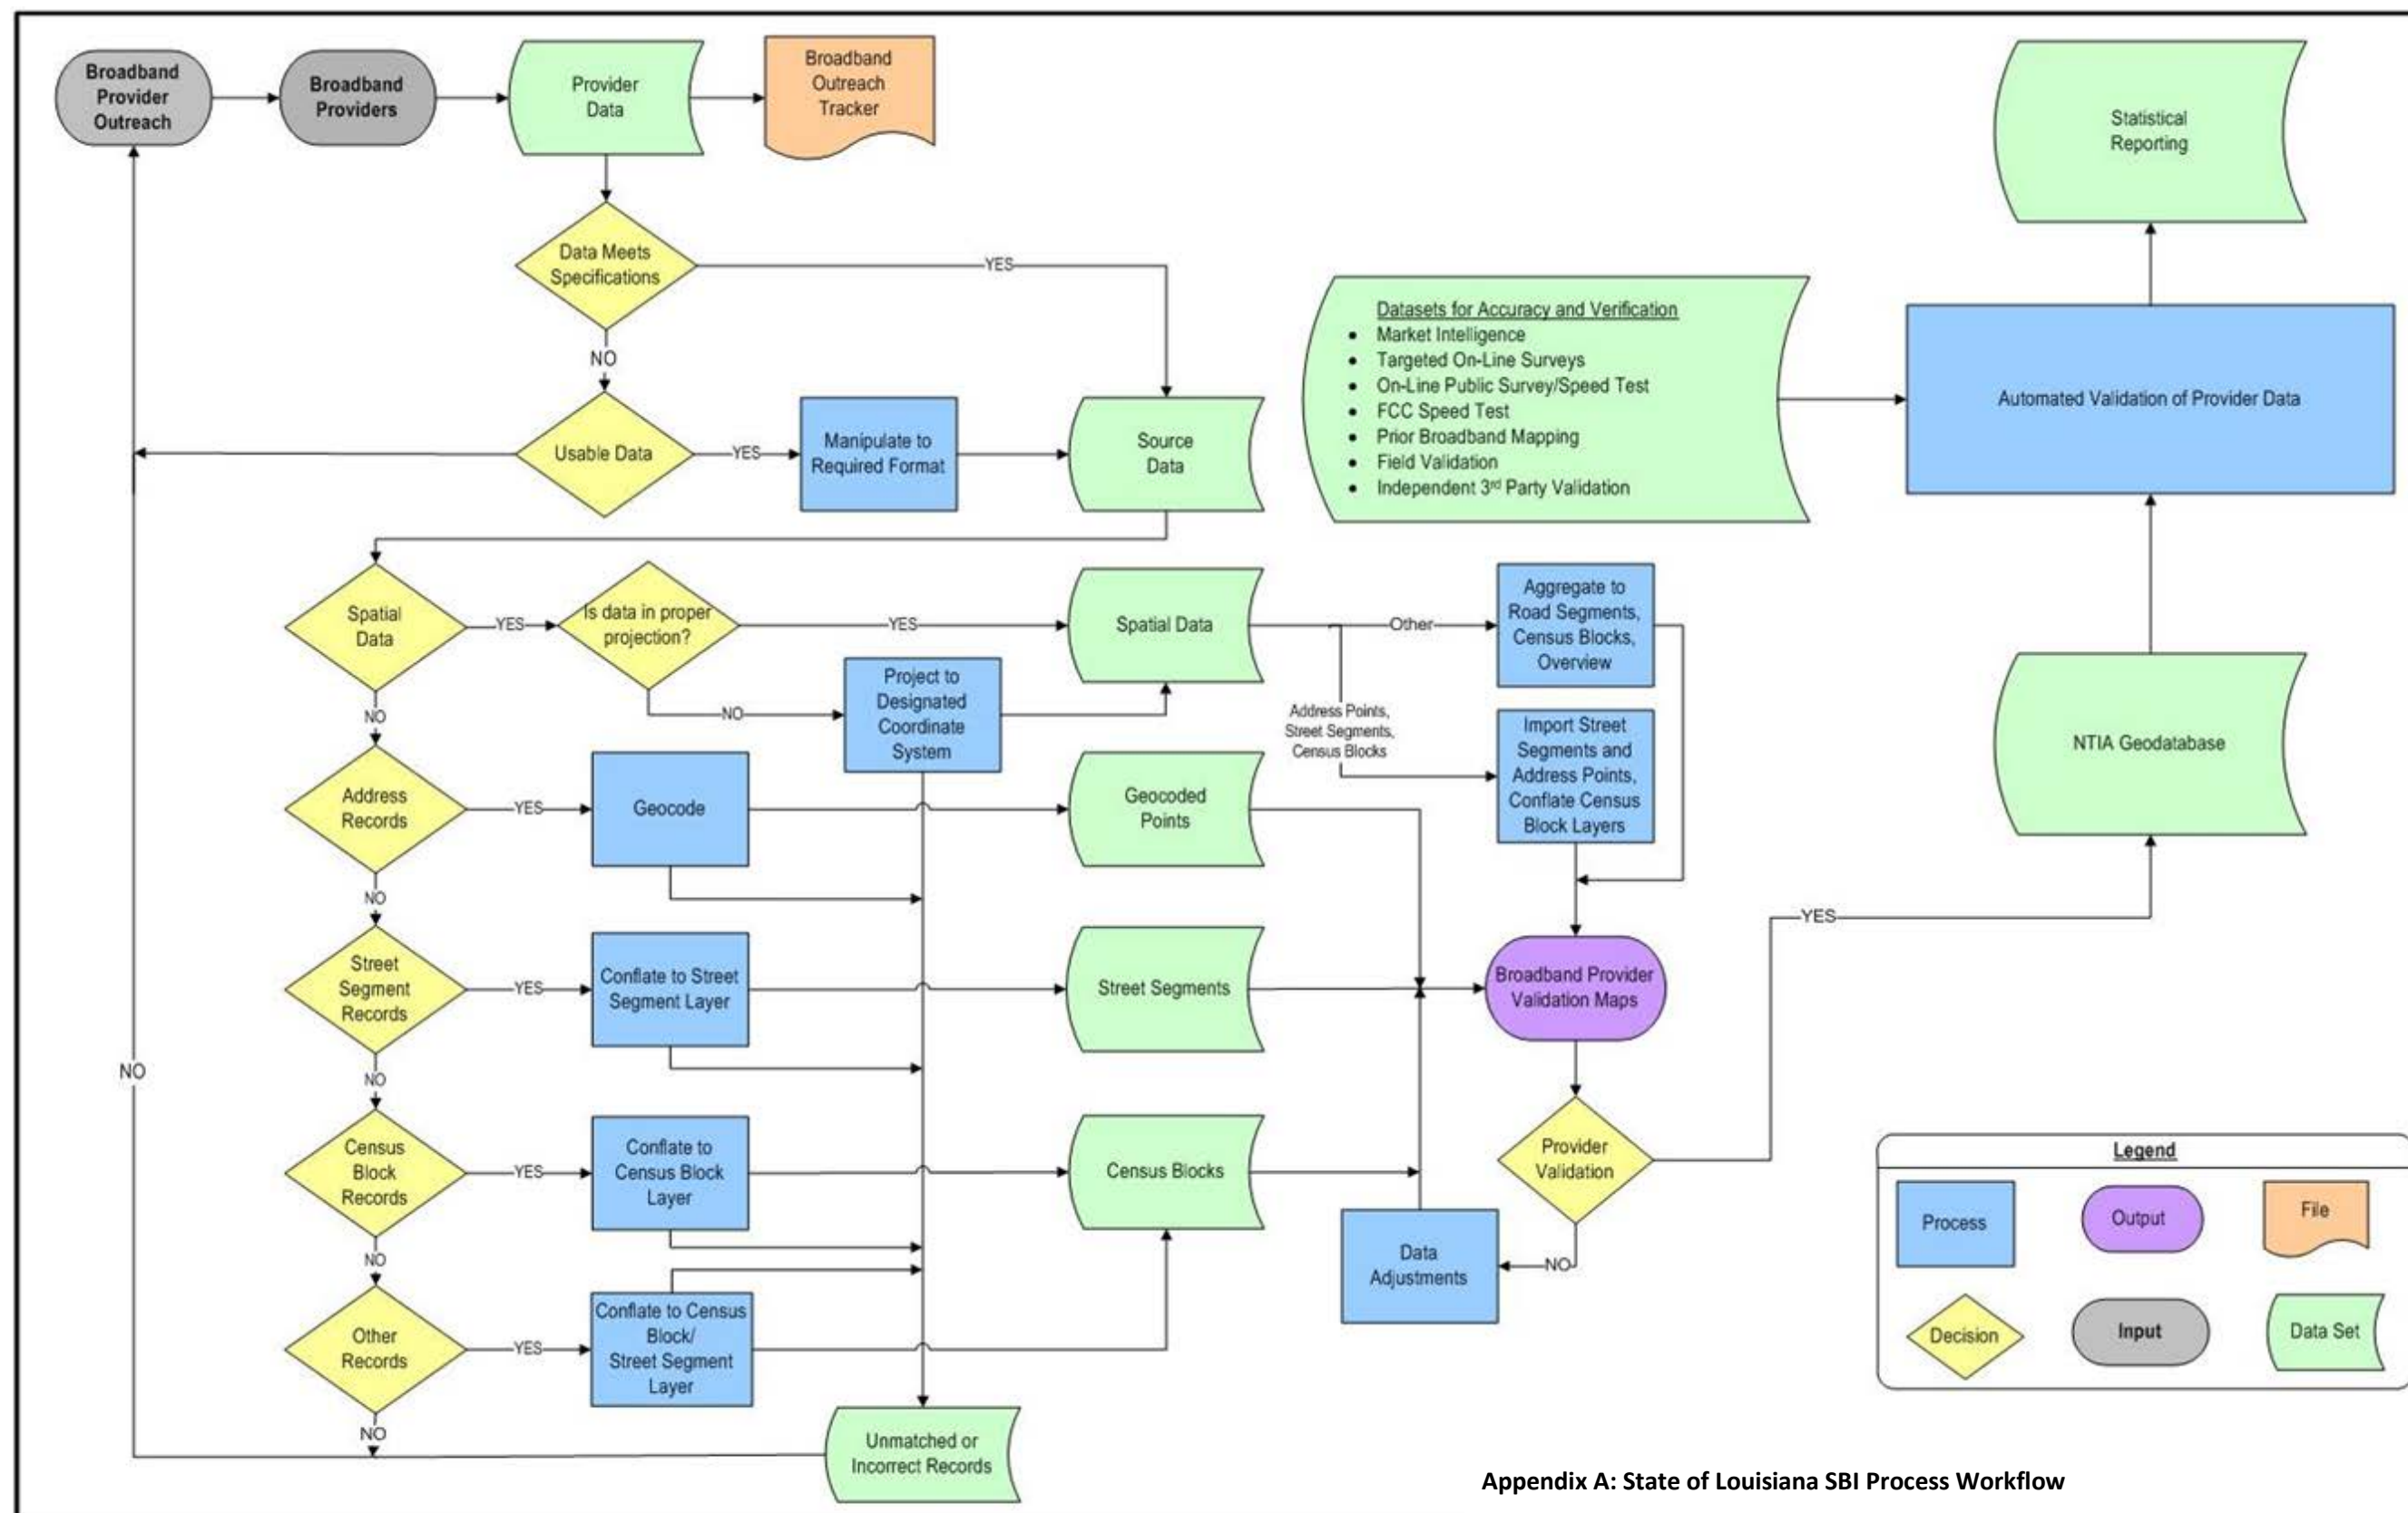 Broadband
Provider
Outreach
Broadband
Providers
Provider
Data
Broadband
Outreach
Tracker
Statistical
Reporting
Data Meets
Specifications
YES
NO
Usable Data
YES
Manipulate to
Required Format
Source
Data
Datasets for Accuracy and Verification
• Market Intelligence
• Targeted On-Line Surveys
• On-Line Public Survey/Speed Test
• FCC Speed Test
• Prior Broadband Mapping
• Field Validation
• Independent 3rd Party Validation
Automated Validation of Provider Data
Spatial
Data
YES
Is data in proper
projection?
YES
Spatial Data
Other
Aggregate to
Road Segments,
Census Blocks,
Overview
NO
NO
Project to
Designated
Coordinate
System
Address Points,
Street Segments,
Census Blocks
Import Street
Segments and
Address Points,
Conflate Census
Block Layers
NTIA Geodatabase
Address
Records
YES
Geocode
Geocoded
Points
NO
YES
Street
Segment
Records
YES
Conflate to Street
Segment Layer
Street Segments
Broadband Provider
Validation Maps
NO
NO
Census
Block
Records
YES
Conflate to
Census Block
Layer
Census Blocks
Provider
Validation
NO
Data
Adjustments
NO
Other
Records
YES
Conflate to Census
Block/
Street Segment
Layer
NO
Unmatched or
Incorrect Records
Legend
Process
Output
File
Decision
Input
Data Set
Appendix A: State of Louisiana SBI Process Workflow